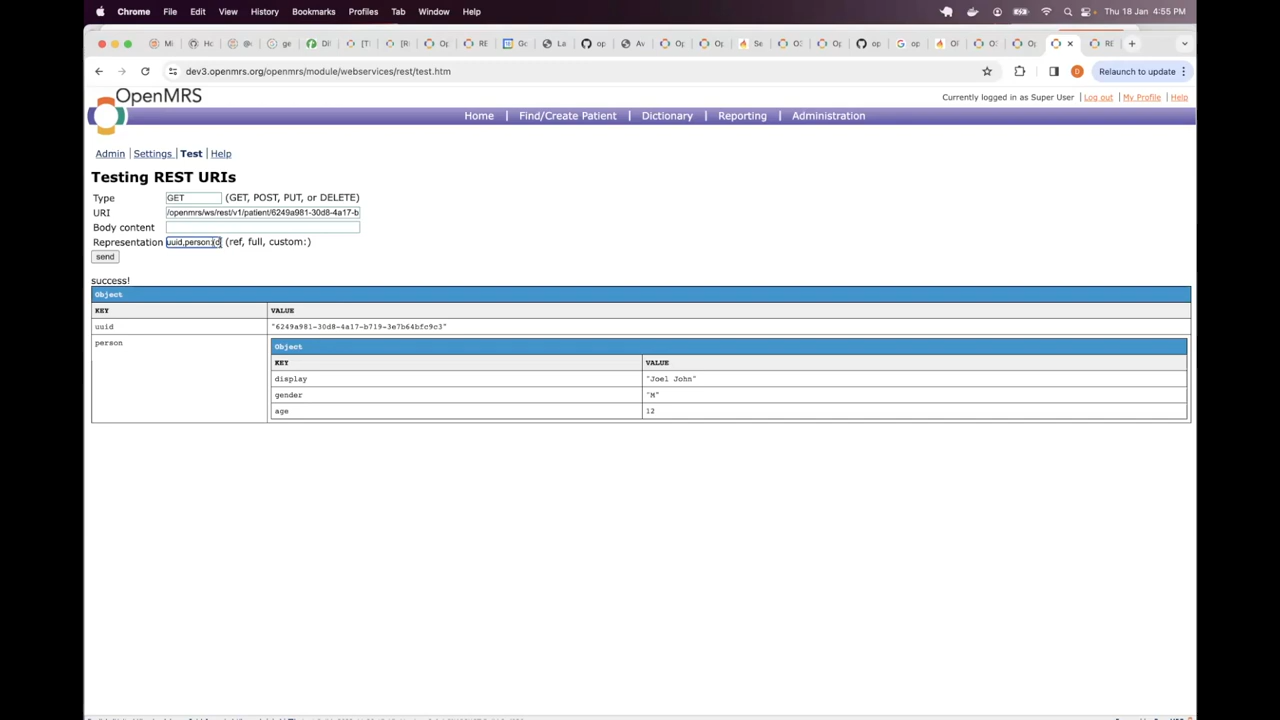 Chrome File Edit View History Bookmarks Profiles Tab Window Help Thu 18 Jan 4:55 PM
dev3.openmrs.org/openmrs/module/webservices/rest/test.htm Relaunch to update
OpenMRS
Currently logged in as Super User Log out My Profile Help
Home | Find/Create Patient | Dictionary | Reporting | Administration
Admin | Settings | Test | Help
Testing REST URIs
Type GET (GET, POST, PUT, or DELETE)
URI /openmrs/ws/rest/v1/patient/6249a981-30d8-4a17-b
Body content
Representation uuid,person:(d (ref, full, custom:)
send
success!
Object
KEY VALUE
uuid "6249a981-30d8-4a17-b719-3e7b64bfc9c3"
person
Object
KEY VALUE
display "Joel John"
gender "M"
age 12